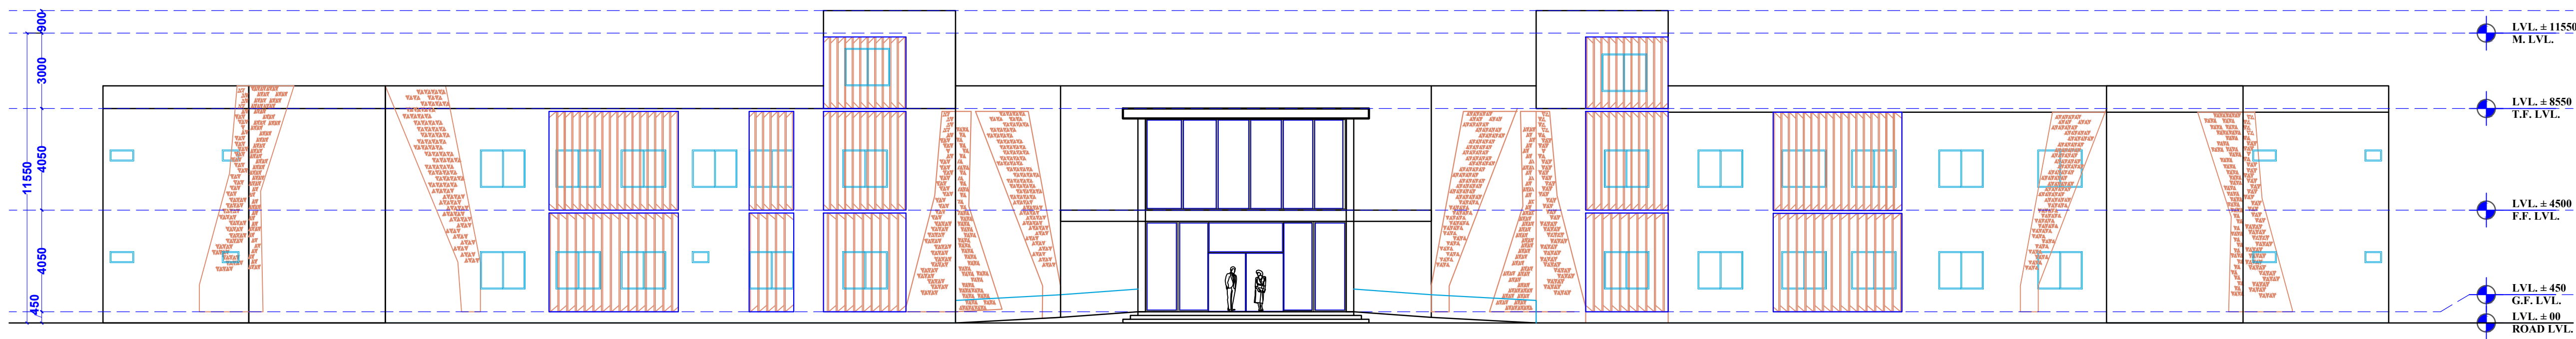 900
3000
4050
11550
4050
450
LVL. ± 11550
M. LVL.
LVL. ± 8550
T.F. LVL.
LVL. ± 4500
F.F. LVL.
LVL. ± 450
G.F. LVL.
LVL. ± 00
ROAD LVL.